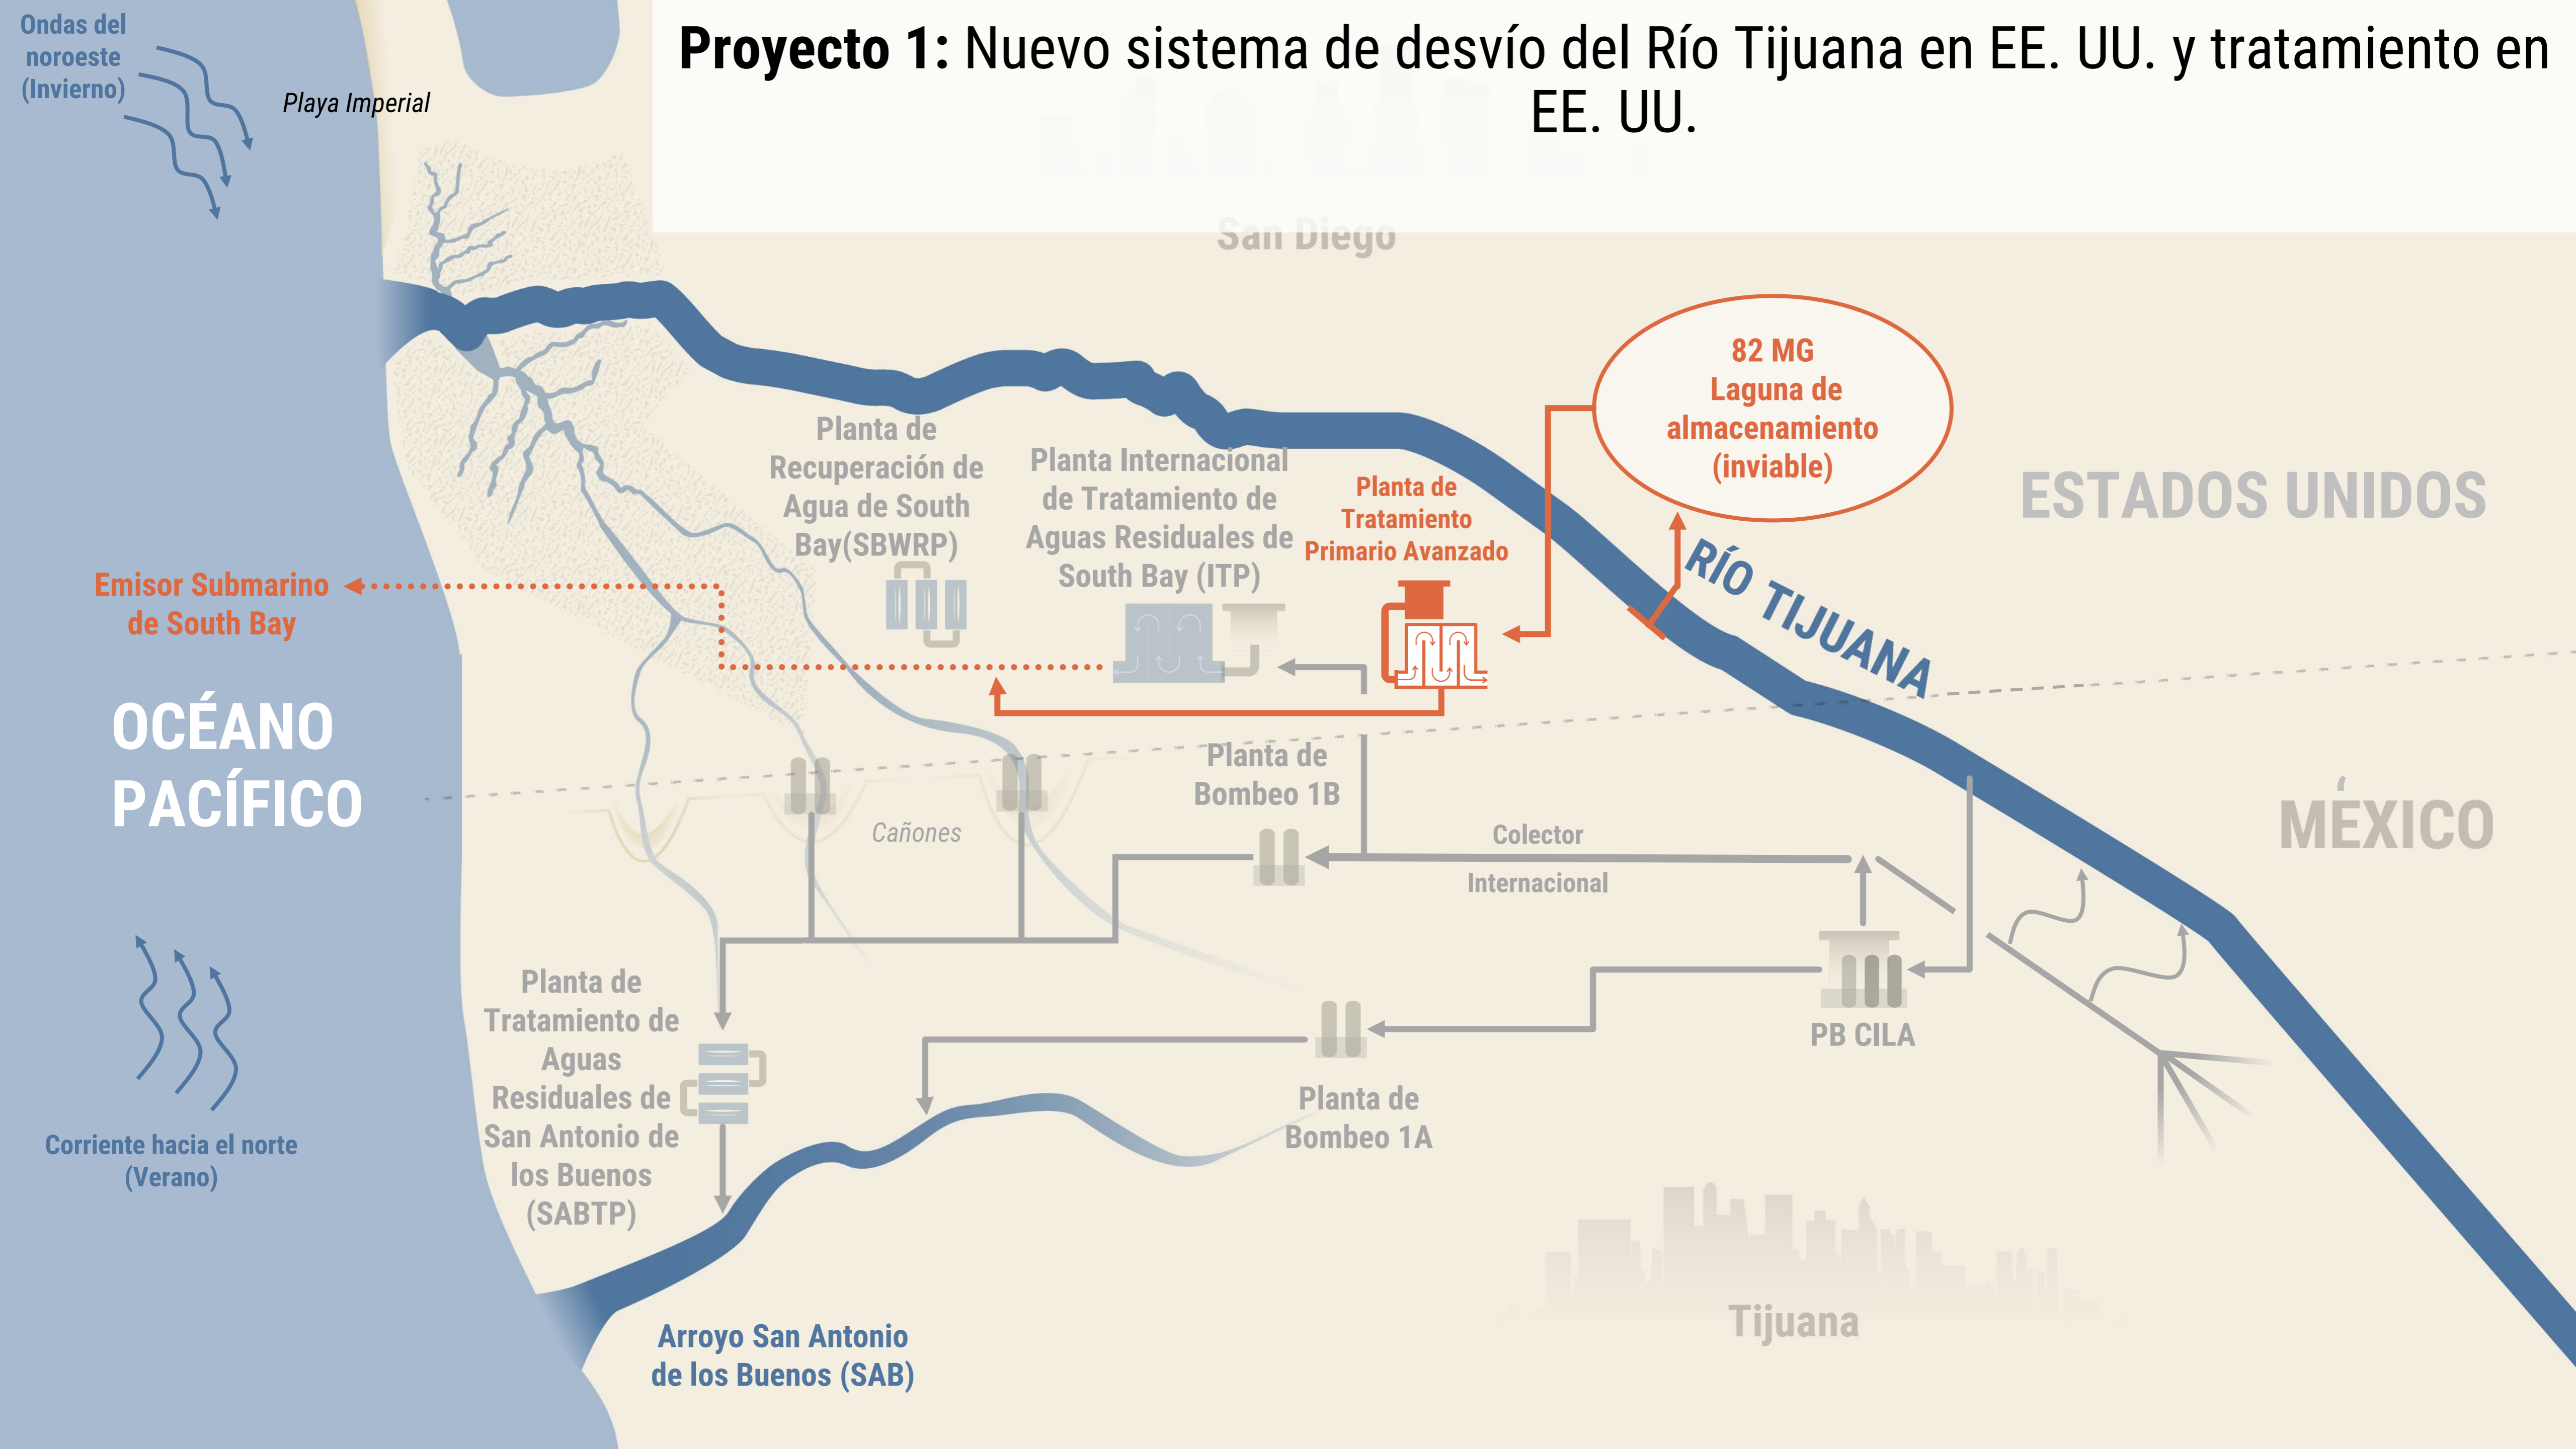 Proyecto 1: Nuevo sistema de desvío del Río Tijuana en EE. UU. y tratamiento en
EE. UU.
Ondas del
noroeste
(Invierno)
Playa Imperial
San Diego
82 MG
Laguna de
almacenamiento
(inviable)
Planta de
Recuperación de
Agua de South
Bay(SBWRP)
Planta Internacional
de Tratamiento de
Aguas Residuales de
South Bay (ITP)
Planta de
Tratamiento
Primario Avanzado
ESTADOS UNIDOS
RÍO TIJUANA
Emisor Submarino
de South Bay
OCÉANO
PACÍFICO
Planta de
Bombeo 1B
Cañones
Colector
Internacional
MÉXICO
Planta de
Tratamiento de
Aguas
Residuales de
San Antonio de
los Buenos
(SABTP)
PB CILA
Planta de
Bombeo 1A
Corriente hacia el norte
(Verano)
Tijuana
Arroyo San Antonio
de los Buenos (SAB)